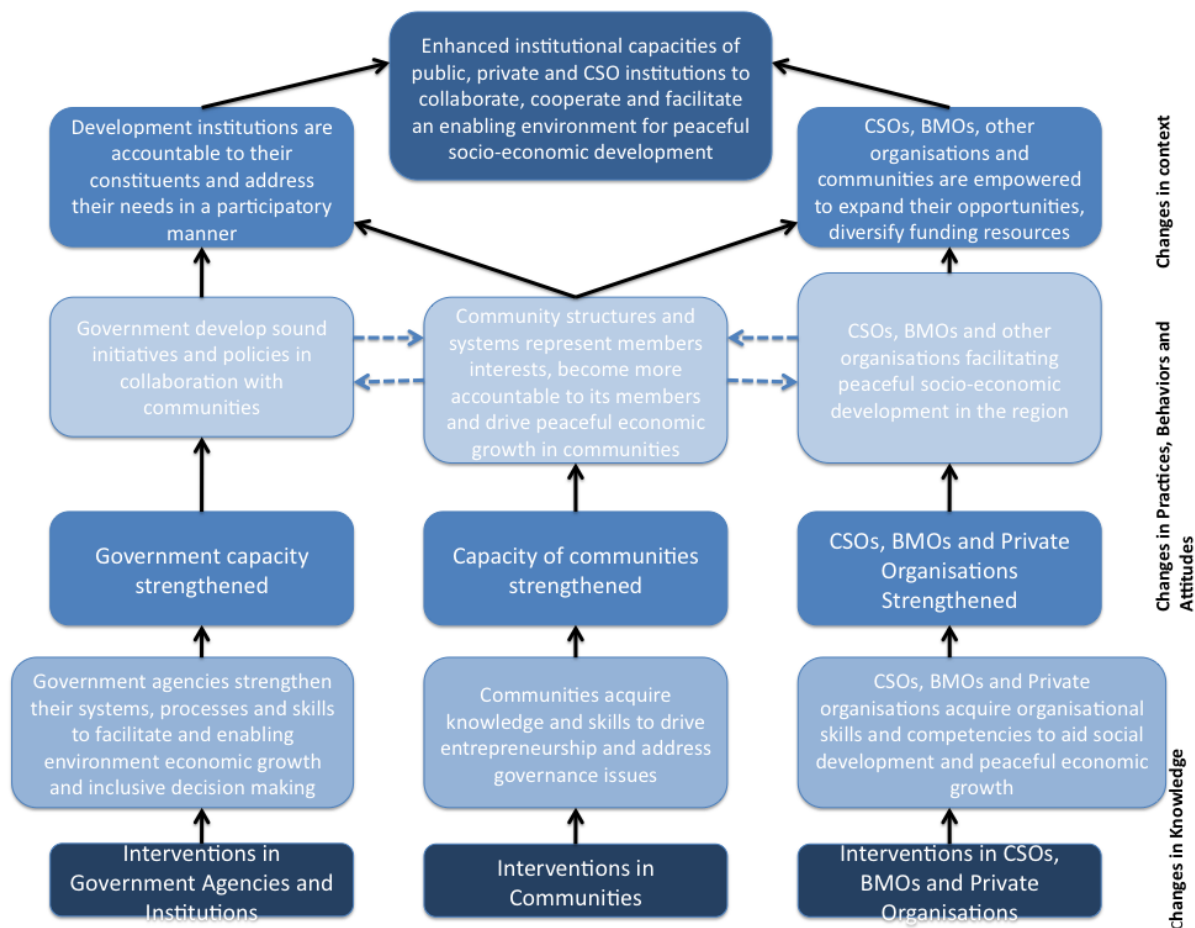 Enhanced institutional capacities of
public, private and CSO institutions to
collaborate, cooperate and facilitate
an enabling environment for peaceful
socio-economic development
Development institutions are
accountable to their
constituents and address
their needs in a participatory
manner
CSOs, BMOs, other
organisations and
communities are empowered
to expand their opportunities,
diversify funding resources
Changes in context
Government develop sound
initiatives and policies in
collaboration with
communities
Community structures and
systems represent members
interests, become more
accountable to its members
and drive peaceful economic
growth in communities
CSOs, BMOs and other
organisations facilitating
peaceful socio-economic
development in the region
Changes in Practices, Behaviors and
Attitudes
Government capacity
strengthened
Capacity of communities
strengthened
CSOs, BMOs and Private
Organisations
Strengthened
Government agencies strengthen
their systems, processes and skills
to facilitate and enabling
environment economic growth
and inclusive decision making
Communities acquire
knowledge and skills to drive
entrepreneurship and address
governance issues
CSOs, BMOs and Private
organisations acquire organisational
skills and competencies to aid social
development and peaceful economic
growth
Changes in Knowledge
Interventions in
Government Agencies and
Institutions
Interventions in
Communities
Interventions in CSOs,
BMOs and Private
Organisations